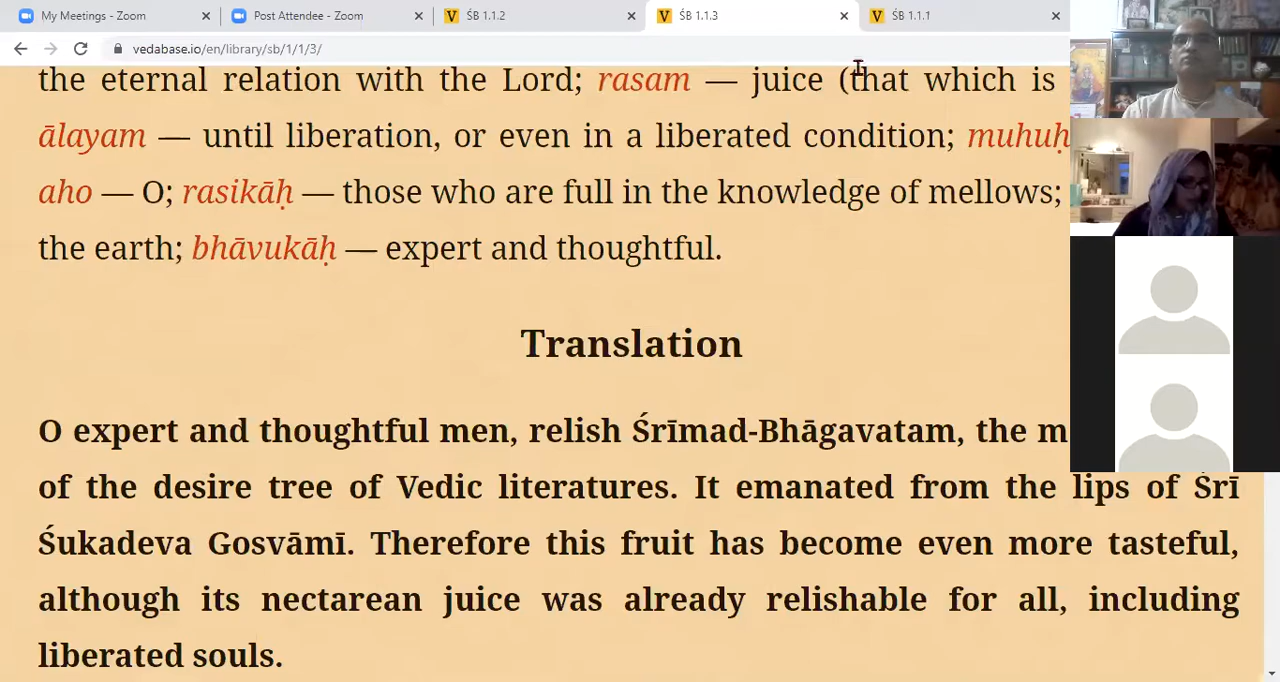 My Meetings - Zoom
Post Attendee - Zoom
ŚB 1.1.2
ŚB 1.1.3
ŚB 1.1.1
vedabase.io/en/library/sb/1/1/3/
the eternal relation with the Lord; rasam — juice (that which is
ālayam — until liberation, or even in a liberated condition; muhuḥ
aho — O; rasikāḥ — those who are full in the knowledge of mellows;
the earth; bhāvukāḥ — expert and thoughtful.
Translation
O expert and thoughtful men, relish Śrīmad-Bhāgavatam, the m
of the desire tree of Vedic literatures. It emanated from the lips of Śrī
Śukadeva Gosvāmī. Therefore this fruit has become even more tasteful,
although its nectarean juice was already relishable for all, including
liberated souls.